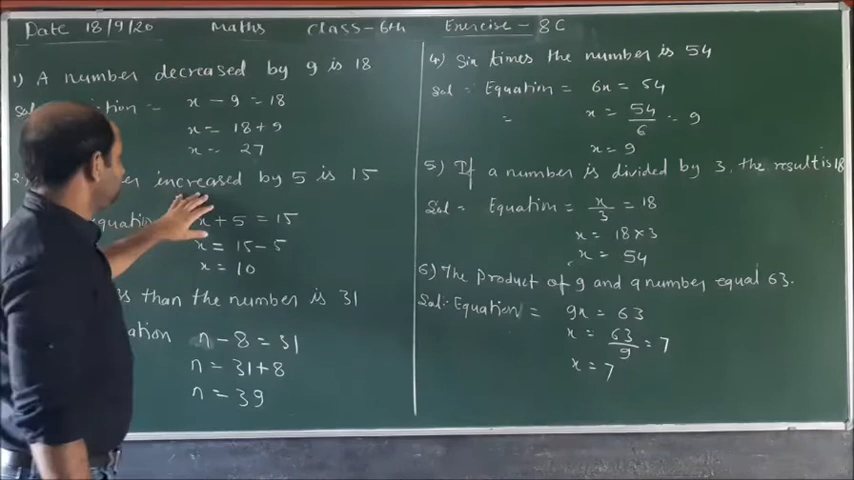 Date 18/9/20 Maths class-6th Exercise - 8C
1) A number decreased by 9 is 18
x - 9 = 18
x = 18 + 9
x = 27
increased by 5 is 15
x + 5 = 15
x = 15 - 5
x = 10
than the number is 31
n - 8 = 31
n = 31 + 8
n = 39
4) Six times the number is 54
Sol = Equation = 6x = 54
= x = 54/6 = 9
x = 9
5) If a number is divided by 3, the result is 18
Sol = Equation = x/3 = 18
x = 18 × 3
x = 54
6) The product of 9 and a number equal 63.
Sol:- Equation = 9x = 63
x = 63/9 = 7
x = 7